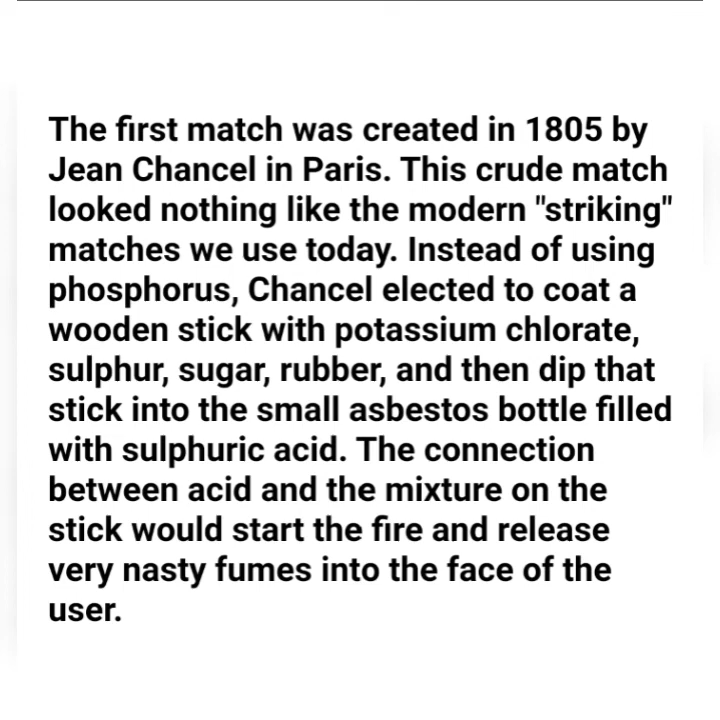 The first match was created in 1805 by
Jean Chancel in Paris. This crude match
looked nothing like the modern "striking"
matches we use today. Instead of using
phosphorus, Chancel elected to coat a
wooden stick with potassium chlorate,
sulphur, sugar, rubber, and then dip that
stick into the small asbestos bottle filled
with sulphuric acid. The connection
between acid and the mixture on the
stick would start the fire and release
very nasty fumes into the face of the
user.